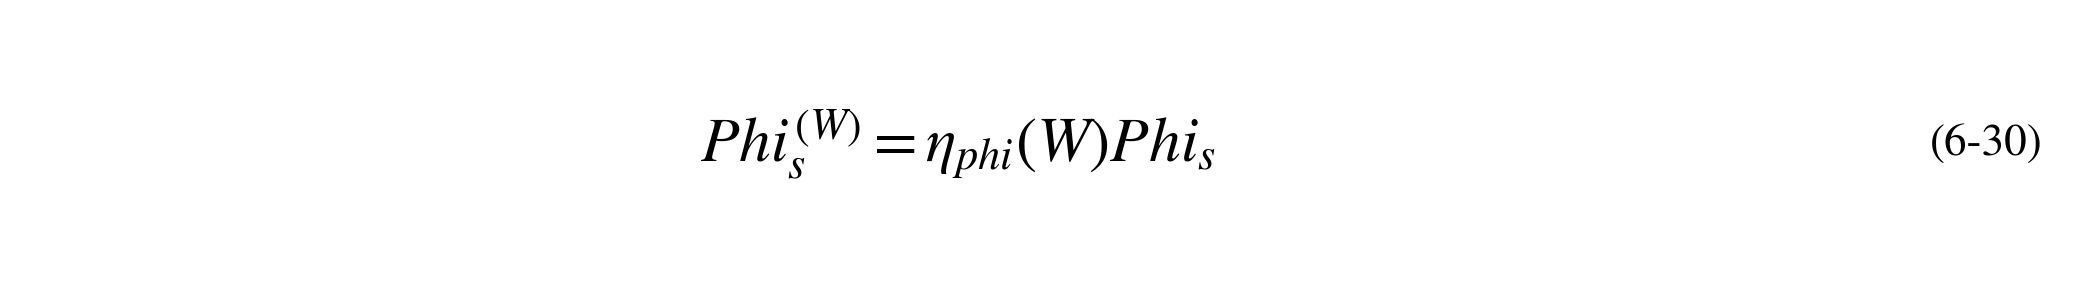 Phi_s^{(W)} = η_{phi}(W)Phi_s (6-30)